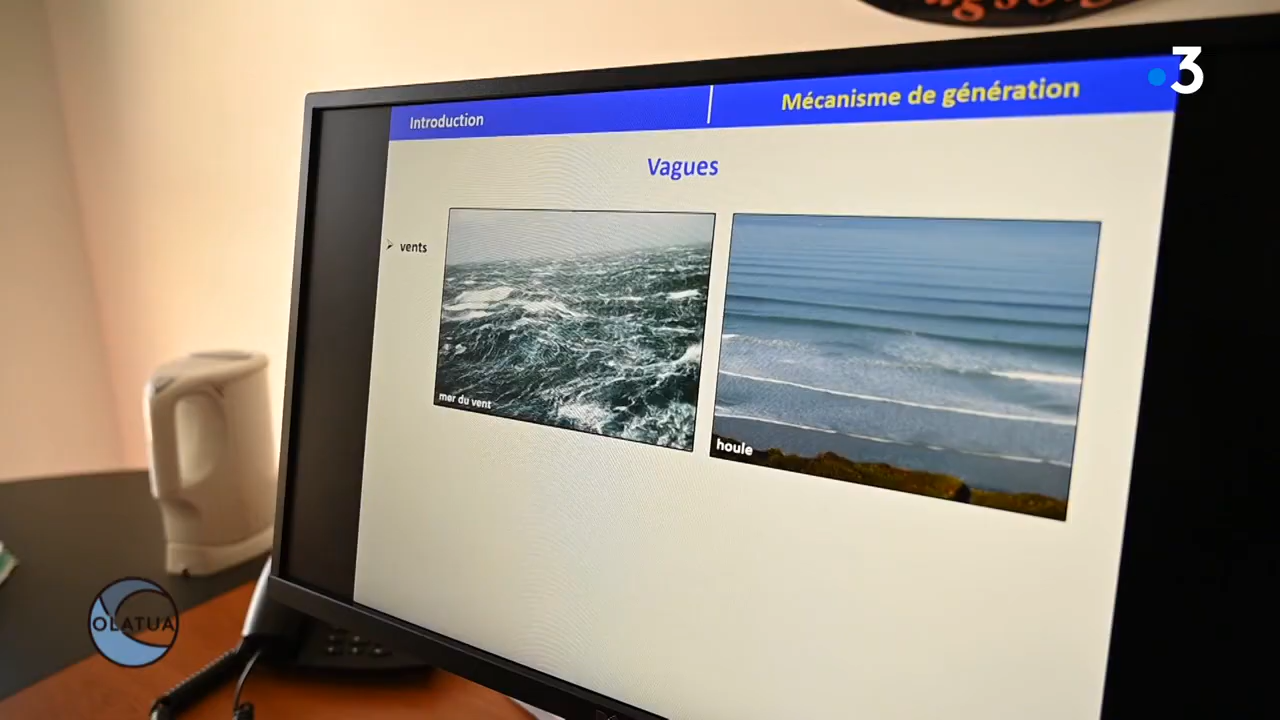 3
Introduction
Mécanisme de génération
Vagues
➢ vents
mer du vent
houle
OLATUA